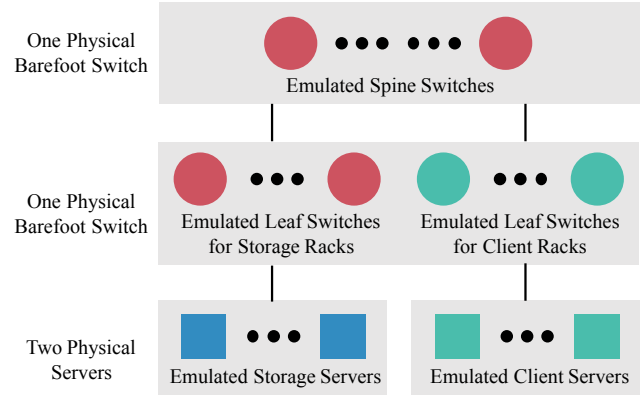 One Physical
Barefoot Switch
Emulated Spine Switches
One Physical
Barefoot Switch
Emulated Leaf Switches
for Storage Racks
Emulated Leaf Switches
for Client Racks
Two Physical
Servers
Emulated Storage Servers
Emulated Client Servers